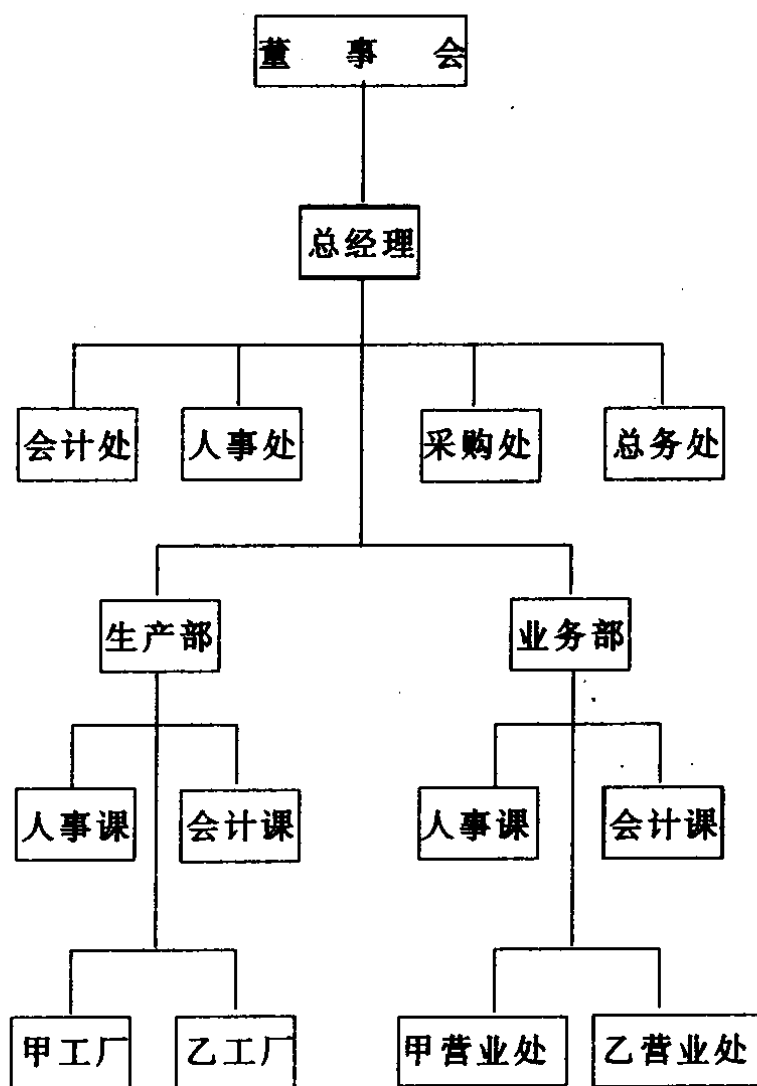 董 事 会
总经理
会计处 人事处 采购处 总务处
生产部 业务部
人事课 会计课 人事课 会计课
甲工厂 乙工厂 甲营业处 乙营业处